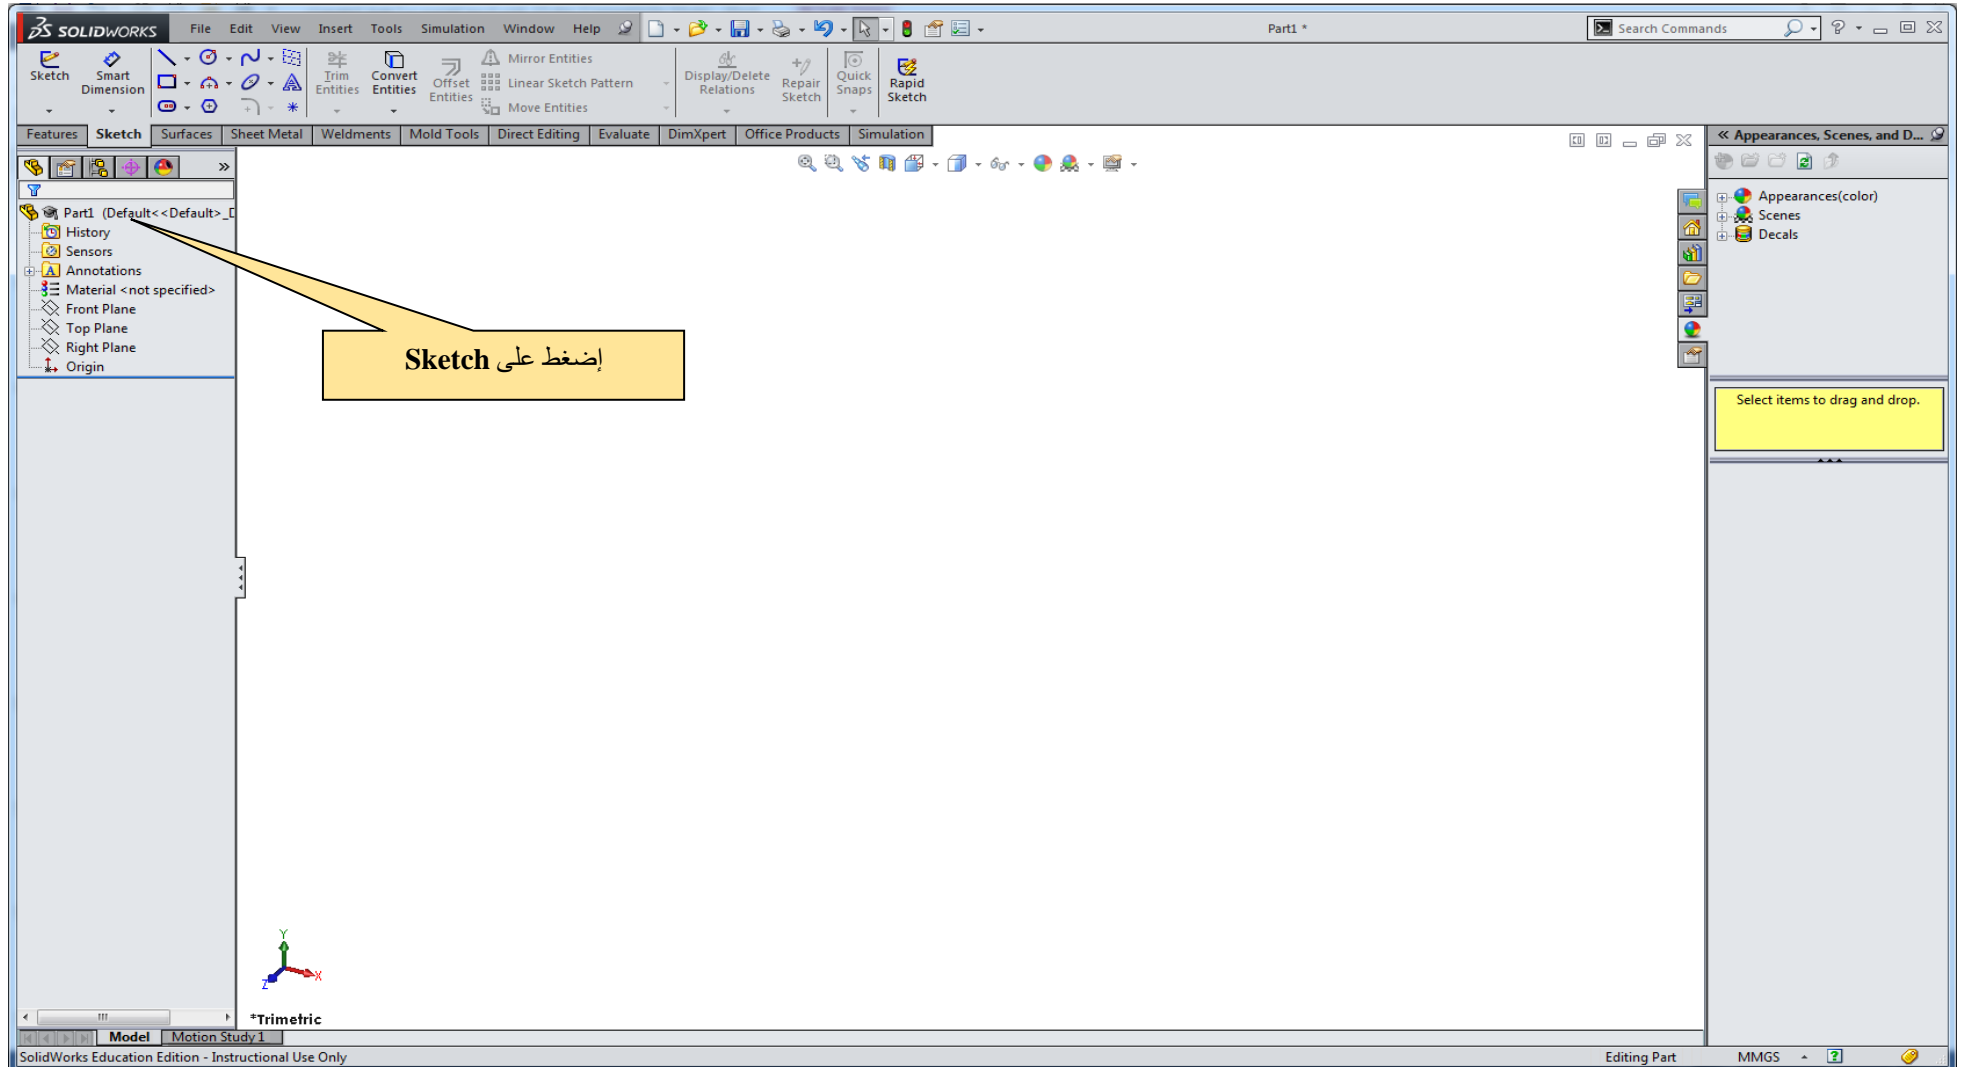 SOLIDWORKS File Edit View Insert Tools Simulation Window Help Part1 * Search Commands
Sketch Smart Dimension Trim Entities Convert Entities Offset Entities Mirror Entities Linear Sketch Pattern Move Entities Display/Delete Relations Repair Sketch Quick Snaps Rapid Sketch
Features Sketch Surfaces Sheet Metal Weldments Mold Tools Direct Editing Evaluate DimXpert Office Products Simulation
« Appearances, Scenes, and D...
Part1 (Default<<Default>_D
History
Sensors
Annotations
Material <not specified>
Front Plane
Top Plane
Right Plane
Origin
إضغط على Sketch
Appearances(color)
Scenes
Decals
Select items to drag and drop.
Y
X
Z
*Trimetric
Model Motion Study 1
SolidWorks Education Edition - Instructional Use Only
Editing Part MMGS